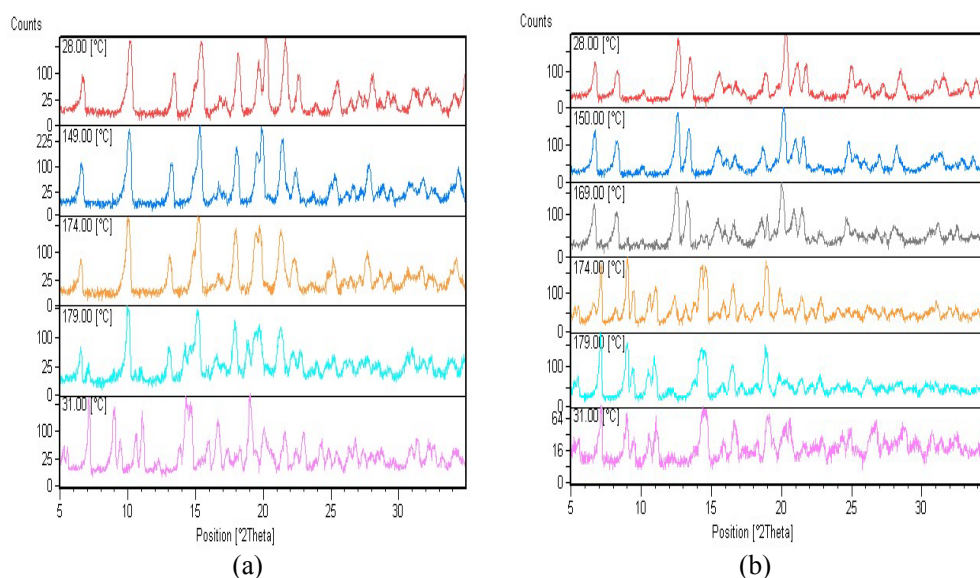 Counts
28.00 [°C]
100
25
0
149.00 [°C]
225
100
25
0
174.00 [°C]
100
25
0
179.00 [°C]
100
25
0
31.00 [°C]
100
25
0
5 10 15 20 25 30
Position [°2Theta]
(a)
Counts
28.00 [°C]
100
0
150.00 [°C]
100
0
169.00 [°C]
100
0
174.00 [°C]
100
0
179.00 [°C]
100
0
31.00 [°C]
64
16
0
5 10 15 20 25 30
Position [°2Theta]
(b)